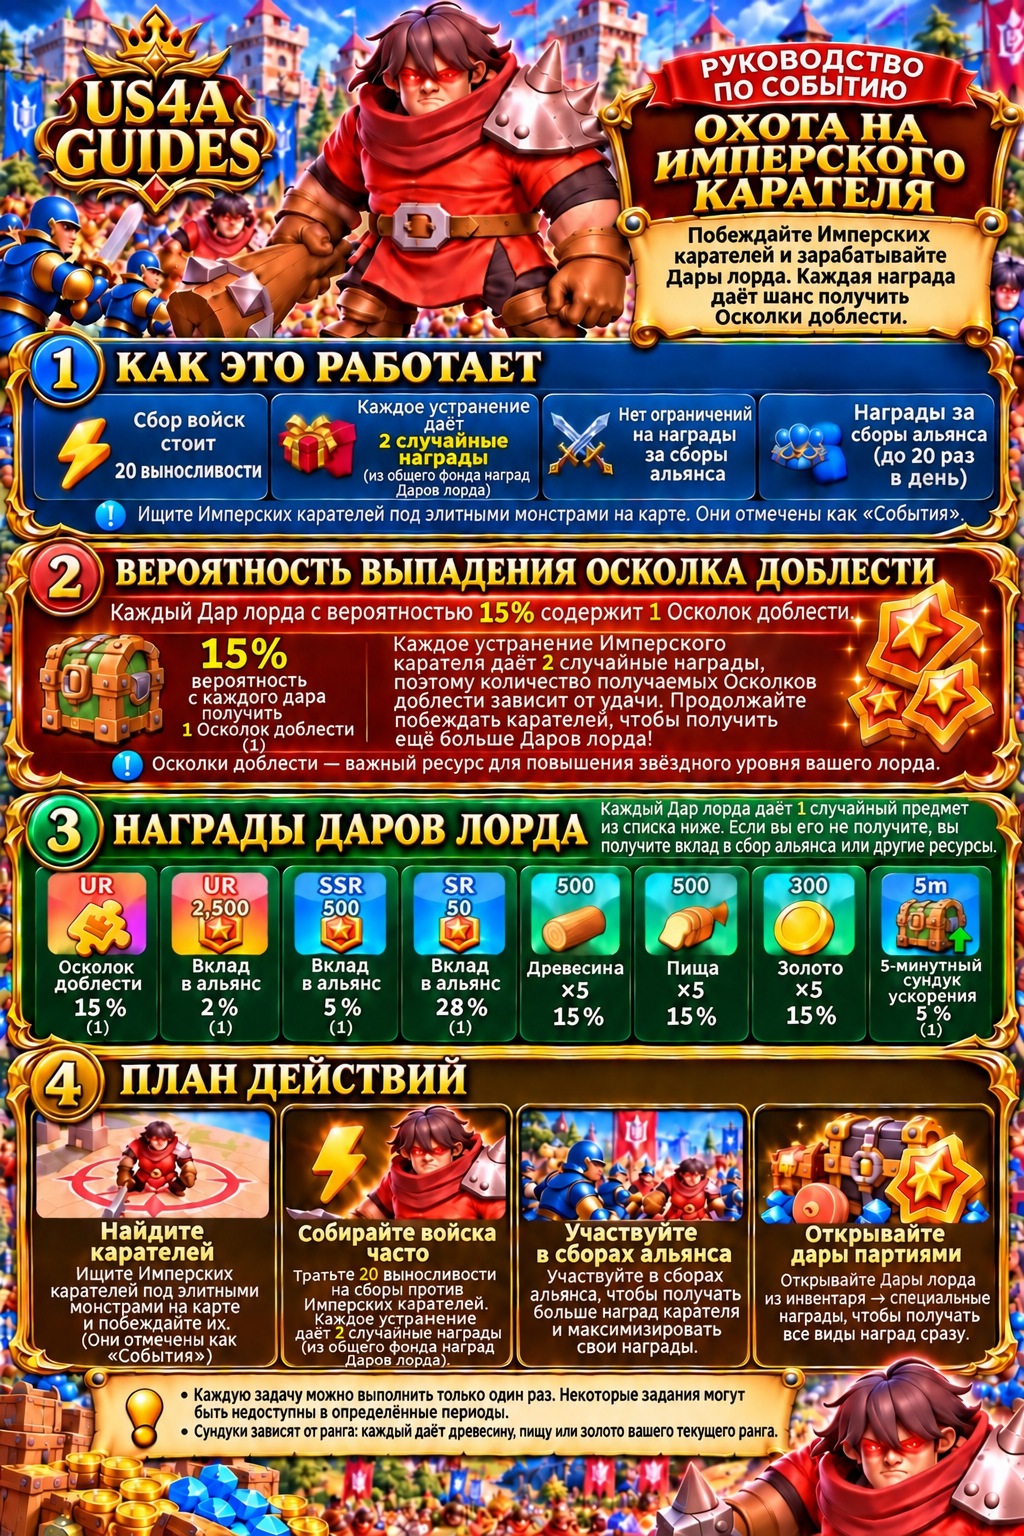 US4A
GUIDES
РУКОВОДСТВО
ПО СОБЫТИЮ
ОХОТА НА
ИМПЕРСКОГО
КАРАТЕЛЯ
Побеждайте Имперских
карателей и зарабатывайте
Дары лорда. Каждая награда
даёт шанс получить
Осколки доблести.
1 КАК ЭТО РАБОТАЕТ
Сбор войск
стоит
20 выносливости
Каждое устранение
даёт
2 случайные
награды
(из общего фонда наград
Даров лорда)
Нет ограничений
на награды
за сборы
альянса
Награды за
сборы альянса
(до 20 раз
в день)
! Ищите Имперских карателей под элитными монстрами на карте. Они отмечены как «События».
2 ВЕРОЯТНОСТЬ ВЫПАДЕНИЯ ОСКОЛКА ДОБЛЕСТИ
Каждый Дар лорда с вероятностью 15% содержит 1 Осколок доблести.
15%
вероятность
с каждого дара
получить
1 Осколок доблести
(1)
Каждое устранение Имперского
карателя даёт 2 случайные награды,
поэтому количество получаемых Осколков
доблести зависит от удачи. Продолжайте
побеждать карателей, чтобы получить
ещё больше Даров лорда!
! Осколки доблести — важный ресурс для повышения звёздного уровня вашего лорда.
3 НАГРАДЫ ДАРОВ ЛОРДА
Каждый Дар лорда даёт 1 случайный предмет
из списка ниже. Если вы его не получите, вы
получите вклад в сбор альянса или другие ресурсы.
UR
Осколок
доблести
15%
(1)
UR
2,500
Вклад
в альянс
2%
(1)
SSR
500
Вклад
в альянс
5%
(1)
SR
50
Вклад
в альянс
28%
(1)
500
Древесина
×5
15%
500
Пища
×5
15%
300
Золото
×5
15%
5m
5-минутный
сундук
ускорения
5%
(1)
4 ПЛАН ДЕЙСТВИЙ
Найдите
карателей
Ищите Имперских
карателей под элитными
монстрами на карте
и побеждайте их.
(Они отмечены как
«События»)
Собирайте войска
часто
Тратьте 20 выносливости
на сборы против
Имперских карателей.
Каждое устранение
даёт 2 случайные награды
(из общего фонда наград
Даров лорда).
Участвуйте
в сборах альянса
Участвуйте в сборах
альянса, чтобы получать
больше наград карателя
и максимизировать
свои награды.
Открывайте
дары партиями
Открывайте Дары лорда
из инвентаря → специальные
награды, чтобы получать
все виды наград сразу.
• Каждую задачу можно выполнить только один раз. Некоторые задания могут
быть недоступны в определённые периоды.
• Сундуки зависят от ранга: каждый даёт древесину, пищу или золото вашего текущего ранга.